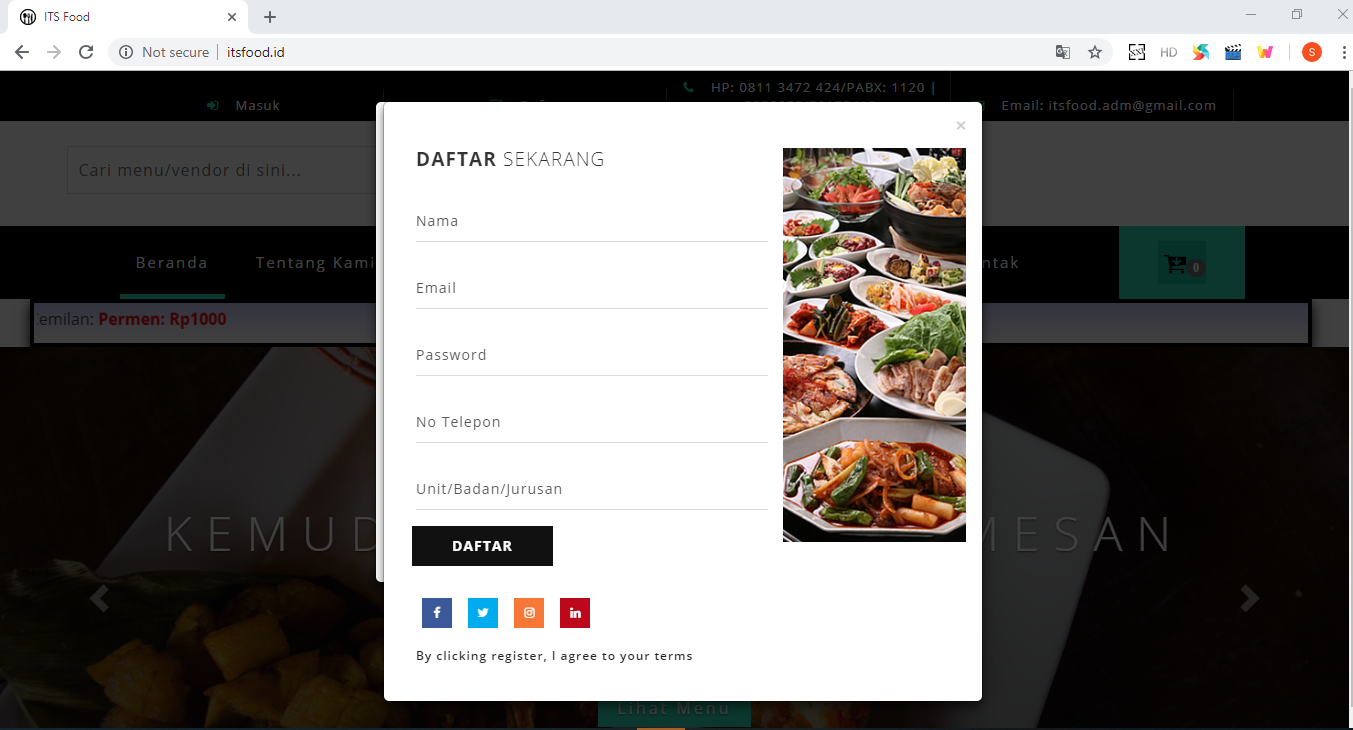 ITS Food
Not secure
itsfood.id
HD
S
Masuk
HP: 0811 3472 424/PABX: 1120 |
Email: itsfood.adm@gmail.com
Cari menu/vendor di sini...
Beranda
Tentang Kami
ntak
0
emilan: Permen: Rp1000
DAFTAR SEKARANG
Nama
Email
Password
No Telepon
Unit/Badan/Jurusan
DAFTAR
By clicking register, I agree to your terms
KEMUD
MESAN
Lihat Menu